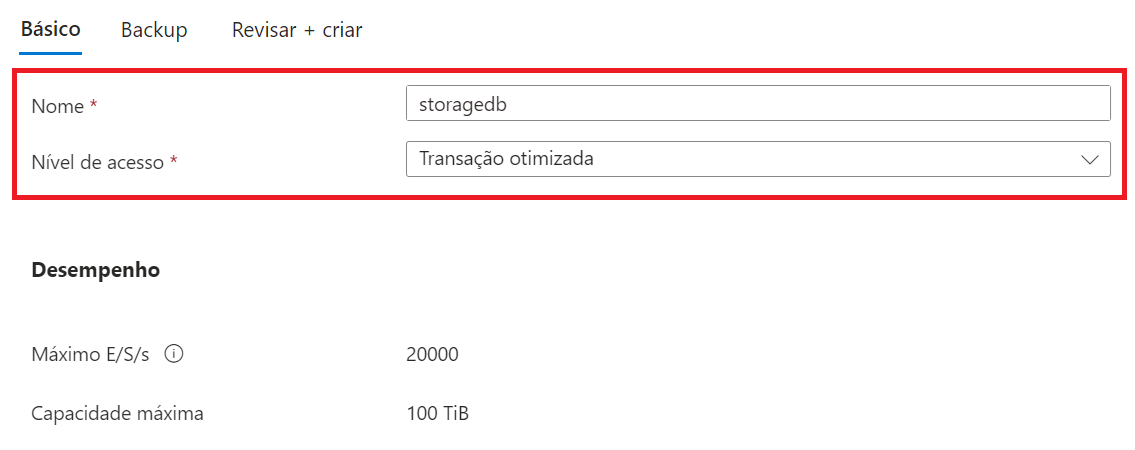 Básico Backup Revisar + criar
Nome * storagedb
Nível de acesso * Transação otimizada
Desempenho
Máximo E/S/s 20000
Capacidade máxima 100 TiB